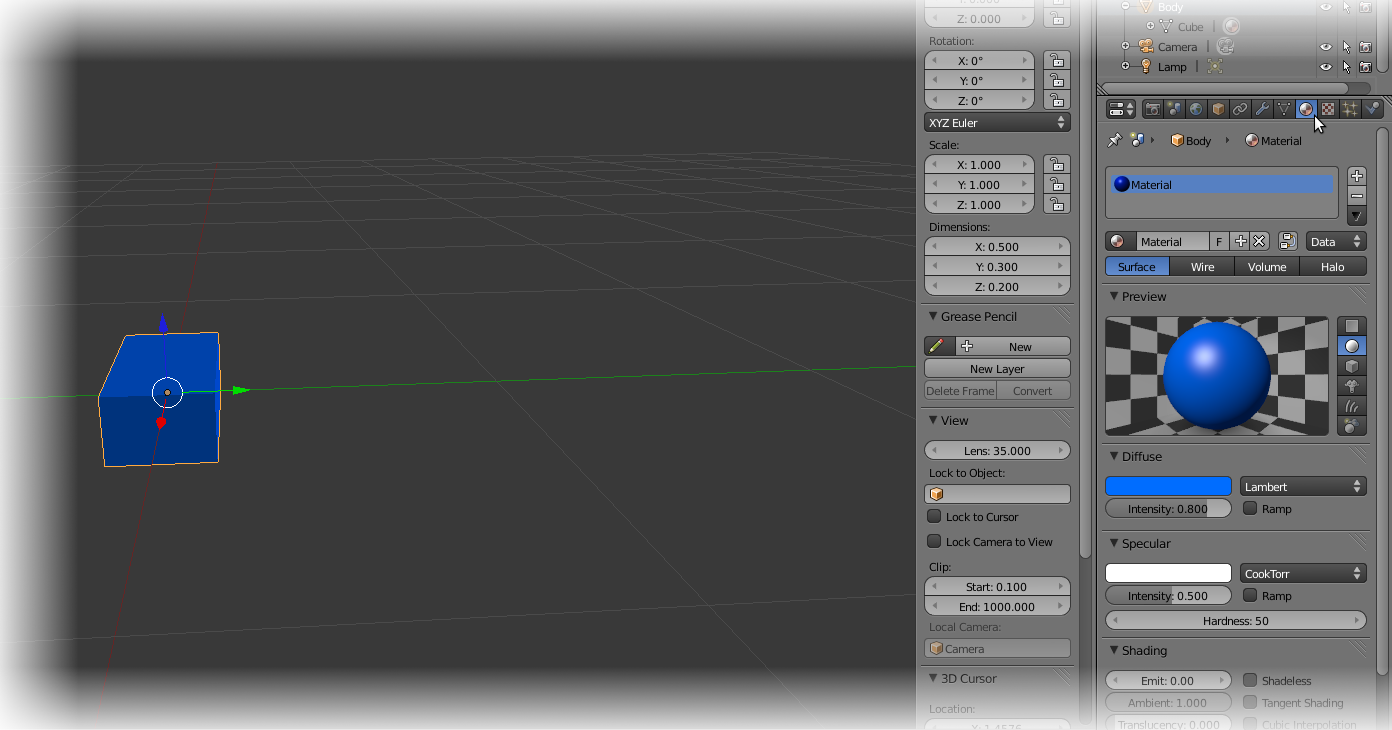 Z: 0.000
Rotation:
X: 0°
Y: 0°
Z: 0°
XYZ Euler
Scale:
X: 1.000
Y: 1.000
Z: 1.000
Dimensions:
X: 0.500
Y: 0.300
Z: 0.200
Grease Pencil
New
New Layer
Delete Frame Convert
View
Lens: 35.000
Lock to Object:
Lock to Cursor
Lock Camera to View
Clip:
Start: 0.100
End: 1000.000
Local Camera:
Camera
3D Cursor
Location:
Body
Cube
Camera
Lamp
Body Material
Material
Material F Data
Surface Wire Volume Halo
Preview
Diffuse
Lambert
Intensity: 0.800 Ramp
Specular
CookTorr
Intensity: 0.500 Ramp
Hardness: 50
Shading
Emit: 0.00 Shadeless
Ambient: 1.000 Tangent Shading
Translucency: 0.000 Cubic Interpolation